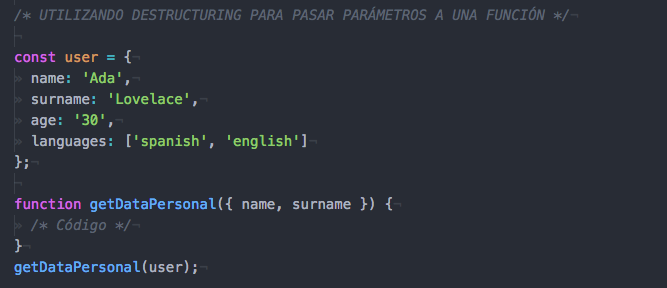 /* UTILIZANDO DESTRUCTURING PARA PASAR PARÁMETROS A UNA FUNCIÓN */¬
¬
const user = {¬
» name: 'Ada',¬
» surname: 'Lovelace',¬
» age: '30',¬
» languages: ['spanish', 'english']¬
};¬
¬
function getDataPersonal({ name, surname }) {¬
» /* Código */¬
}¬
getDataPersonal(user);¬